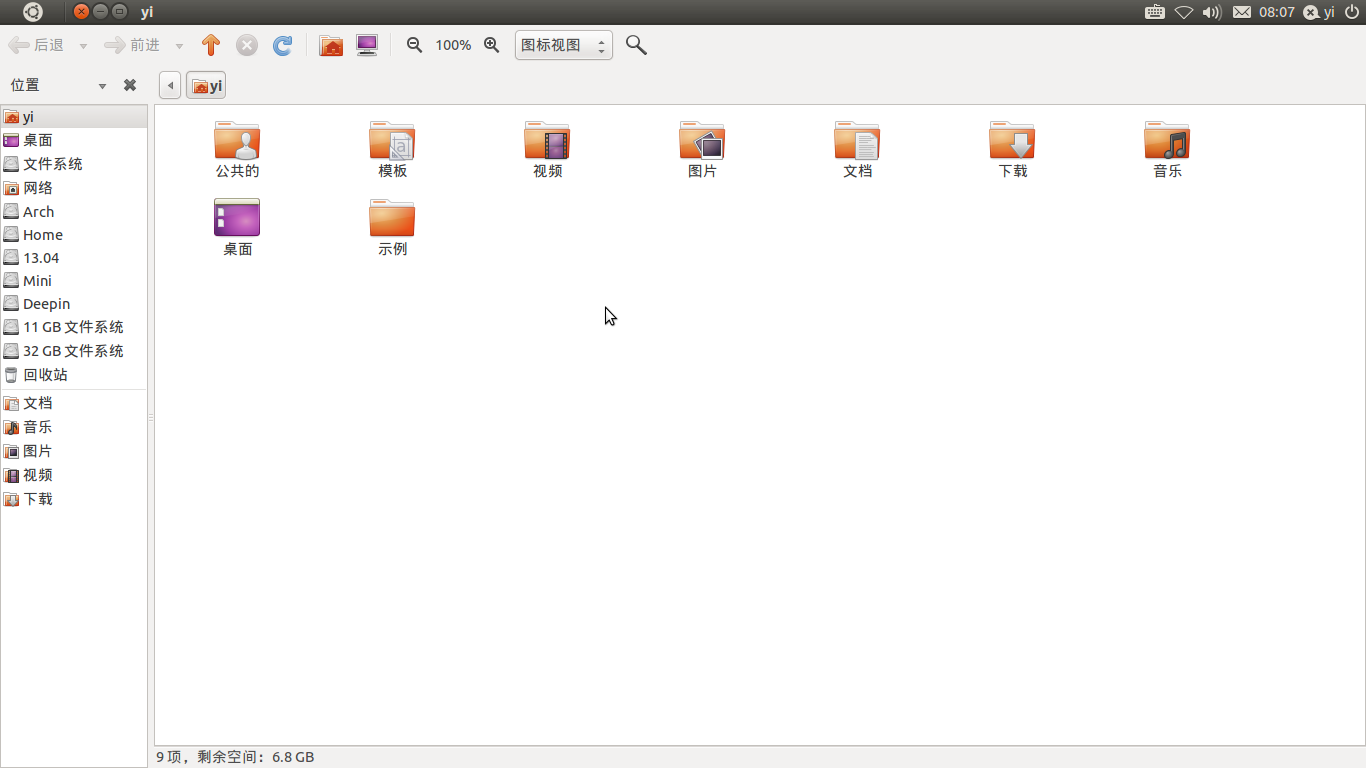 yi
08:07
yi
后退
前进
100%
图标视图
位置
yi
yi
桌面
文件系统
网络
Arch
Home
13.04
Mini
Deepin
11 GB 文件系统
32 GB 文件系统
回收站
文档
音乐
图片
视频
下载
公共的
模板
视频
图片
文档
下载
音乐
桌面
示例
9 项，剩余空间：6.8 GB